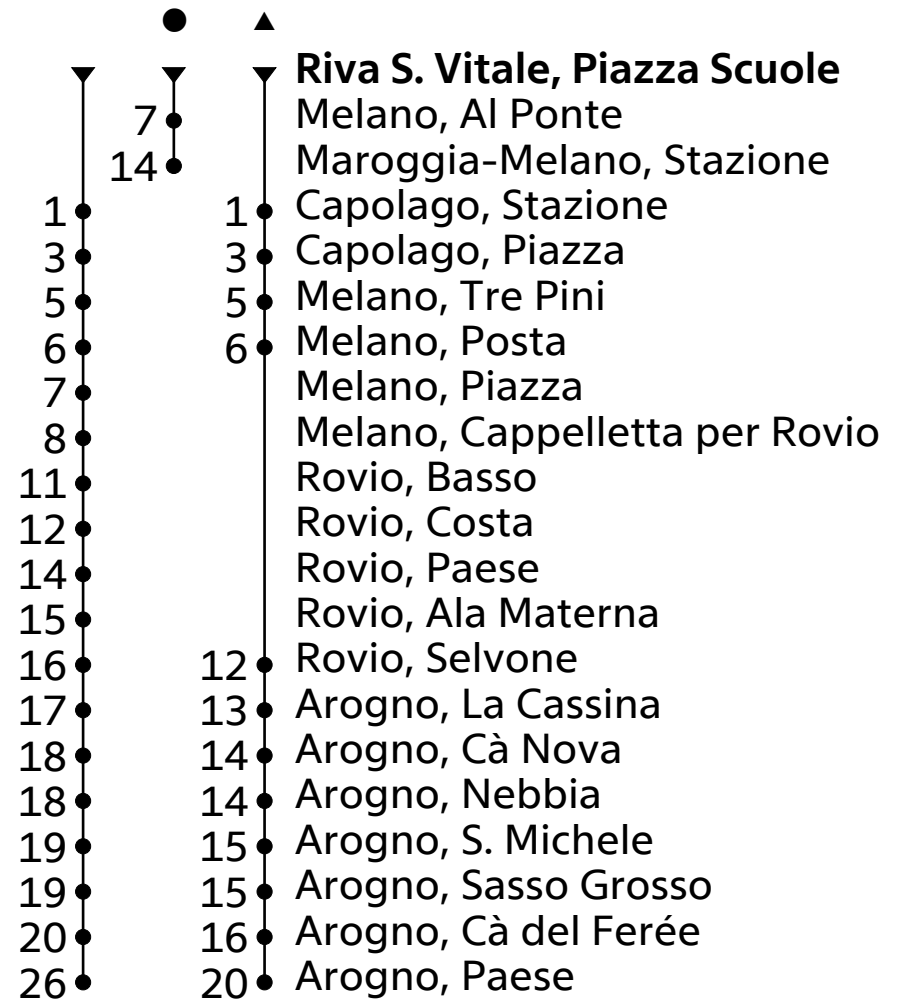 ● ▲
Riva S. Vitale, Piazza Scuole
7 Melano, Al Ponte
14 Maroggia-Melano, Stazione
1 1 Capolago, Stazione
3 3 Capolago, Piazza
5 5 Melano, Tre Pini
6 6 Melano, Posta
7 Melano, Piazza
8 Melano, Cappelletta per Rovio
11 Rovio, Basso
12 Rovio, Costa
14 Rovio, Paese
15 Rovio, Ala Materna
16 12 Rovio, Selvone
17 13 Arogno, La Cassina
18 14 Arogno, Cà Nova
18 14 Arogno, Nebbia
19 15 Arogno, S. Michele
19 15 Arogno, Sasso Grosso
20 16 Arogno, Cà del Ferée
26 20 Arogno, Paese